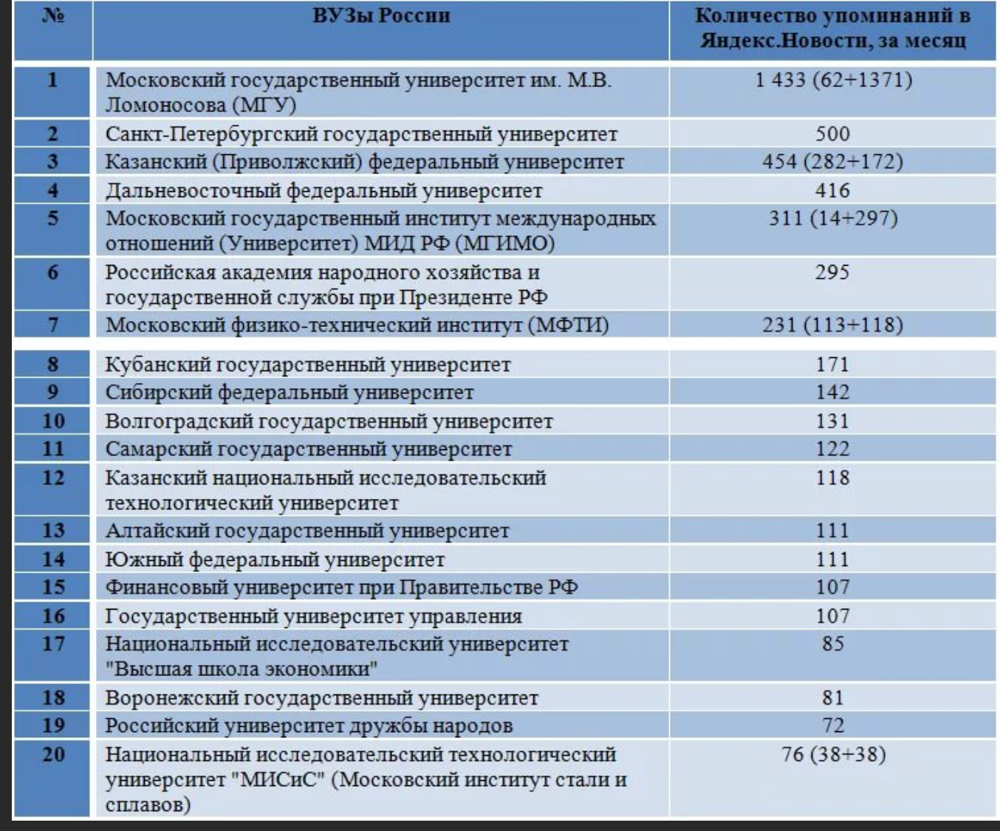 № ВУЗы России Количество упоминаний в
Яндекс.Новости, за месяц
1 Московский государственный университет им. М.В. 1 433 (62+1371)
Ломоносова (МГУ)
2 Санкт-Петербургский государственный университет 500
3 Казанский (Приволжский) федеральный университет 454 (282+172)
4 Дальневосточный федеральный университет 416
5 Московский государственный институт международных 311 (14+297)
отношений (Университет) МИД РФ (МГИМО)
6 Российская академия народного хозяйства и 295
государственной службы при Президенте РФ
7 Московский физико-технический институт (МФТИ) 231 (113+118)
8 Кубанский государственный университет 171
9 Сибирский федеральный университет 142
10 Волгоградский государственный университет 131
11 Самарский государственный университет 122
12 Казанский национальный исследовательский 118
технологический университет
13 Алтайский государственный университет 111
14 Южный федеральный университет 111
15 Финансовый университет при Правительстве РФ 107
16 Государственный университет управления 107
17 Национальный исследовательский университет 85
"Высшая школа экономики"
18 Воронежский государственный университет 81
19 Российский университет дружбы народов 72
20 Национальный исследовательский технологический 76 (38+38)
университет "МИСиС" (Московский институт стали и
сплавов)